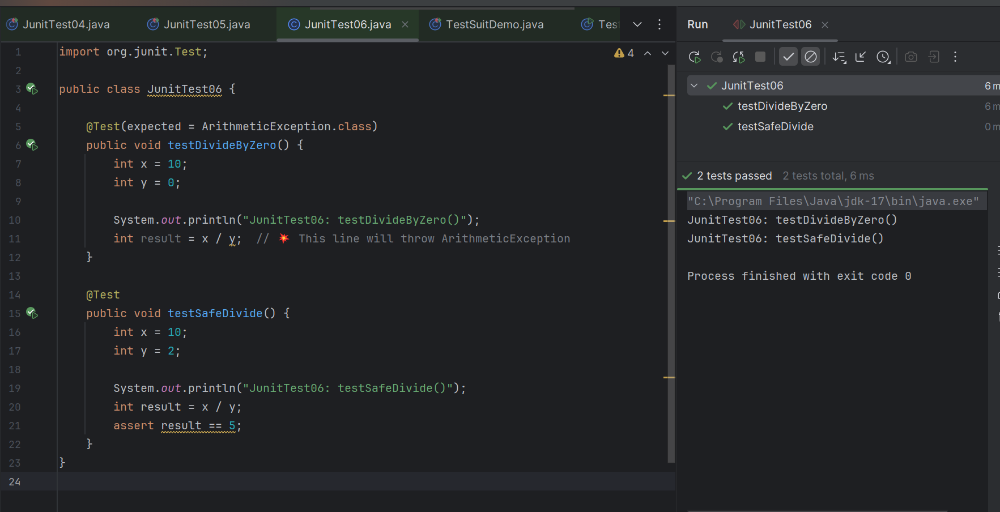 JunitTest04.java JunitTest05.java JunitTest06.java TestSuitDemo.java
4
1 import org.junit.Test;
2
3 public class JunitTest06 {
4
5 @Test(expected = ArithmeticException.class)
6 public void testDivideByZero() {
7 int x = 10;
8 int y = 0;
9
10 System.out.println("JunitTest06: testDivideByZero()");
11 int result = x / y; // 💥 This line will throw ArithmeticException
12 }
13
14 @Test
15 public void testSafeDivide() {
16 int x = 10;
17 int y = 2;
18
19 System.out.println("JunitTest06: testSafeDivide()");
20 int result = x / y;
21 assert result == 5;
22 }
23 }
24
Run JunitTest06
JunitTest06 6 m
testDivideByZero 6 m
testSafeDivide 0 m
2 tests passed 2 tests total, 6 ms
"C:\Program Files\Java\jdk-17\bin\java.exe"
JunitTest06: testDivideByZero()
JunitTest06: testSafeDivide()
Process finished with exit code 0